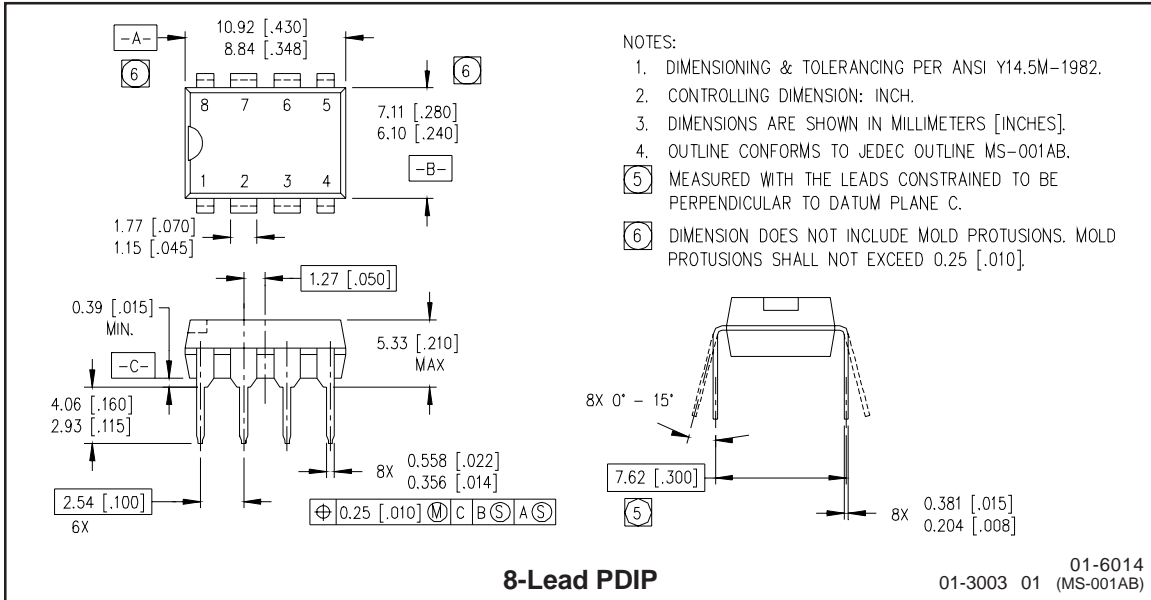 -A-
10.92 [.430]
8.84 [.348]
6
6
8 7 6 5
1 2 3 4
7.11 [.280]
6.10 [.240]
-B-
1.77 [.070]
1.15 [.045]
1.27 [.050]
0.39 [.015]
MIN.
-C-
5.33 [.210]
MAX
4.06 [.160]
2.93 [.115]
2.54 [.100]
6X
8X 0.558 [.022]
0.356 [.014]
⌖ 0.25 [.010] Ⓜ C B Ⓢ A Ⓢ
NOTES:
1. DIMENSIONING & TOLERANCING PER ANSI Y14.5M-1982.
2. CONTROLLING DIMENSION: INCH.
3. DIMENSIONS ARE SHOWN IN MILLIMETERS [INCHES].
4. OUTLINE CONFORMS TO JEDEC OUTLINE MS-001AB.
5 MEASURED WITH THE LEADS CONSTRAINED TO BE
PERPENDICULAR TO DATUM PLANE C.
6 DIMENSION DOES NOT INCLUDE MOLD PROTUSIONS. MOLD
PROTUSIONS SHALL NOT EXCEED 0.25 [.010].
8X 0° - 15°
7.62 [.300]
5
8X 0.381 [.015]
0.204 [.008]
8-Lead PDIP
01-6014
01-3003 01 (MS-001AB)